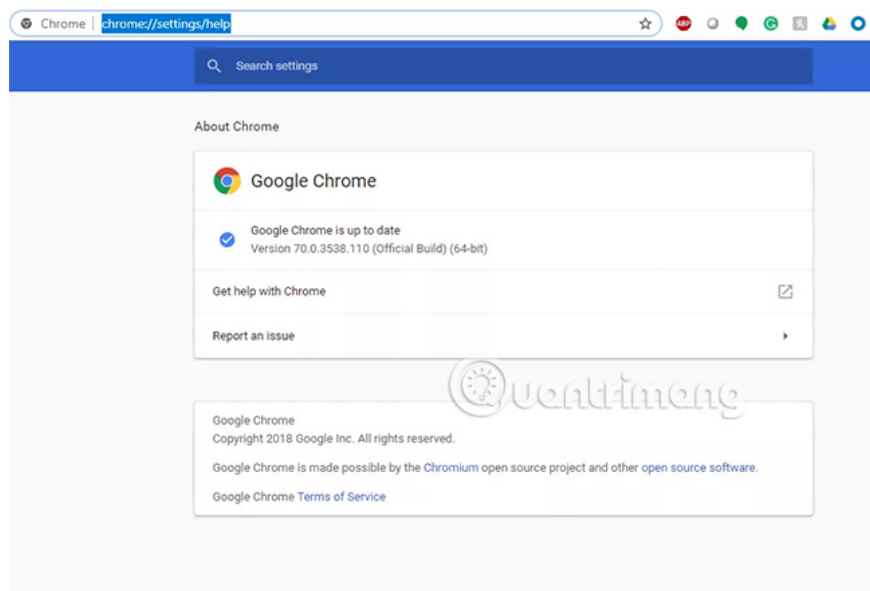 Chrome | chrome://settings/help
ABP
Search settings
About Chrome
Google Chrome
Google Chrome is up to date
Version 70.0.3538.110 (Official Build) (64-bit)
Get help with Chrome
Report an issue
Quantrimang
Google Chrome
Copyright 2018 Google Inc. All rights reserved.
Google Chrome is made possible by the Chromium open source project and other open source software.
Google Chrome Terms of Service